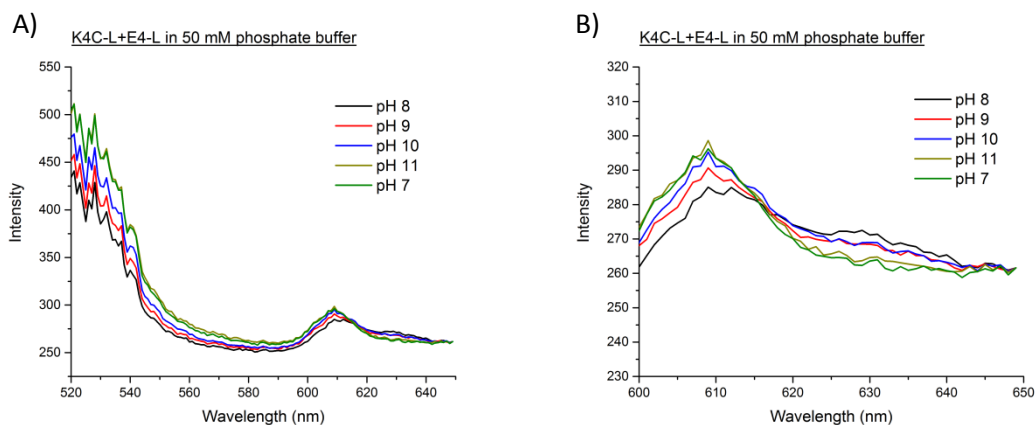 A)
K4C-L+E4-L in 50 mM phosphate buffer
550
500
450
400
350
300
250
Intensity
pH 8
pH 9
pH 10
pH 11
pH 7
520 540 560 580 600 620 640
Wavelength (nm)
B)
K4C-L+E4-L in 50 mM phosphate buffer
320
310
300
290
280
270
260
250
240
230
Intensity
pH 8
pH 9
pH 10
pH 11
pH 7
600 610 620 630 640 650
Wavelength (nm)